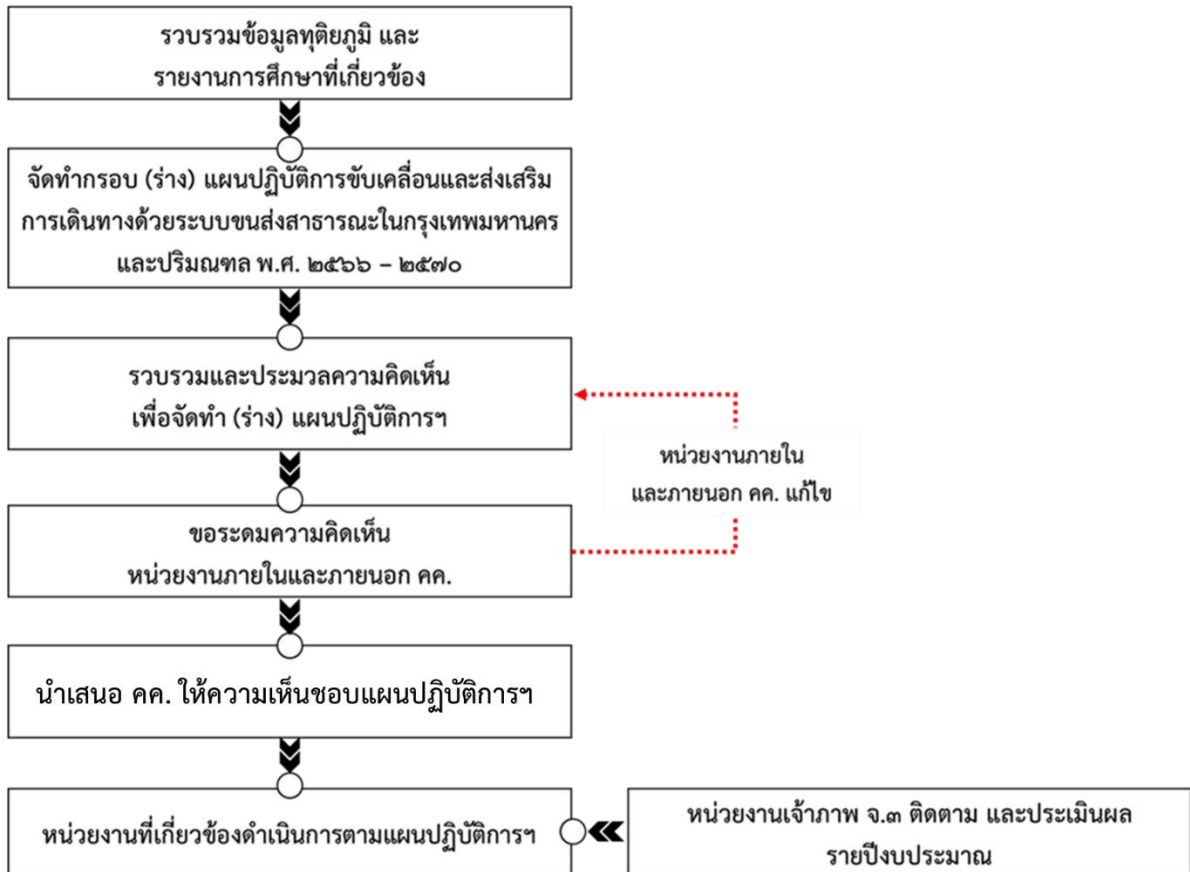 รวบรวมข้อมูลทุติยภูมิ และ
รายงานการศึกษาที่เกี่ยวข้อง
จัดทำกรอบ (ร่าง) แผนปฏิบัติการขับเคลื่อนและส่งเสริม
การเดินทางด้วยระบบขนส่งสาธารณะในกรุงเทพมหานคร
และปริมณฑล พ.ศ. ๒๕๖๖ – ๒๕๗๐
รวบรวมและประมวลความคิดเห็น
เพื่อจัดทำ (ร่าง) แผนปฏิบัติการฯ
หน่วยงานภายใน
และภายนอก คค. แก้ไข
ขอระดมความคิดเห็น
หน่วยงานภายในและภายนอก คค.
นำเสนอ คค. ให้ความเห็นชอบแผนปฏิบัติการฯ
หน่วยงานที่เกี่ยวข้องดำเนินการตามแผนปฏิบัติการฯ
หน่วยงานเจ้าภาพ จ.๓ ติดตาม และประเมินผล
รายปีงบประมาณ